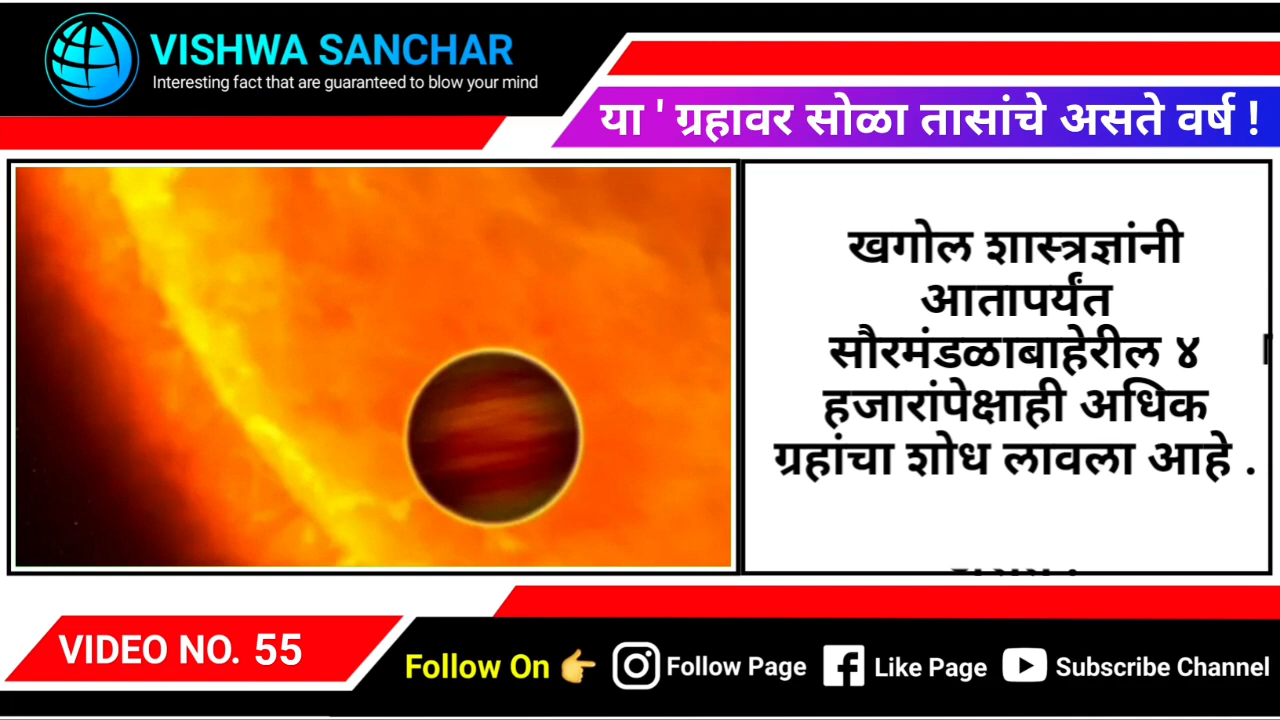 VISHWA SANCHAR
Interesting fact that are guaranteed to blow your mind
या ' ग्रहावर सोळा तासांचे असते वर्ष !
खगोल शास्त्रज्ञांनी
आतापर्यंत
सौरमंडळाबाहेरील ४
हजारांपेक्षाही अधिक
ग्रहांचा शोध लावला आहे .
VIDEO NO. 55
Follow On
Follow Page
Like Page
Subscribe Channel